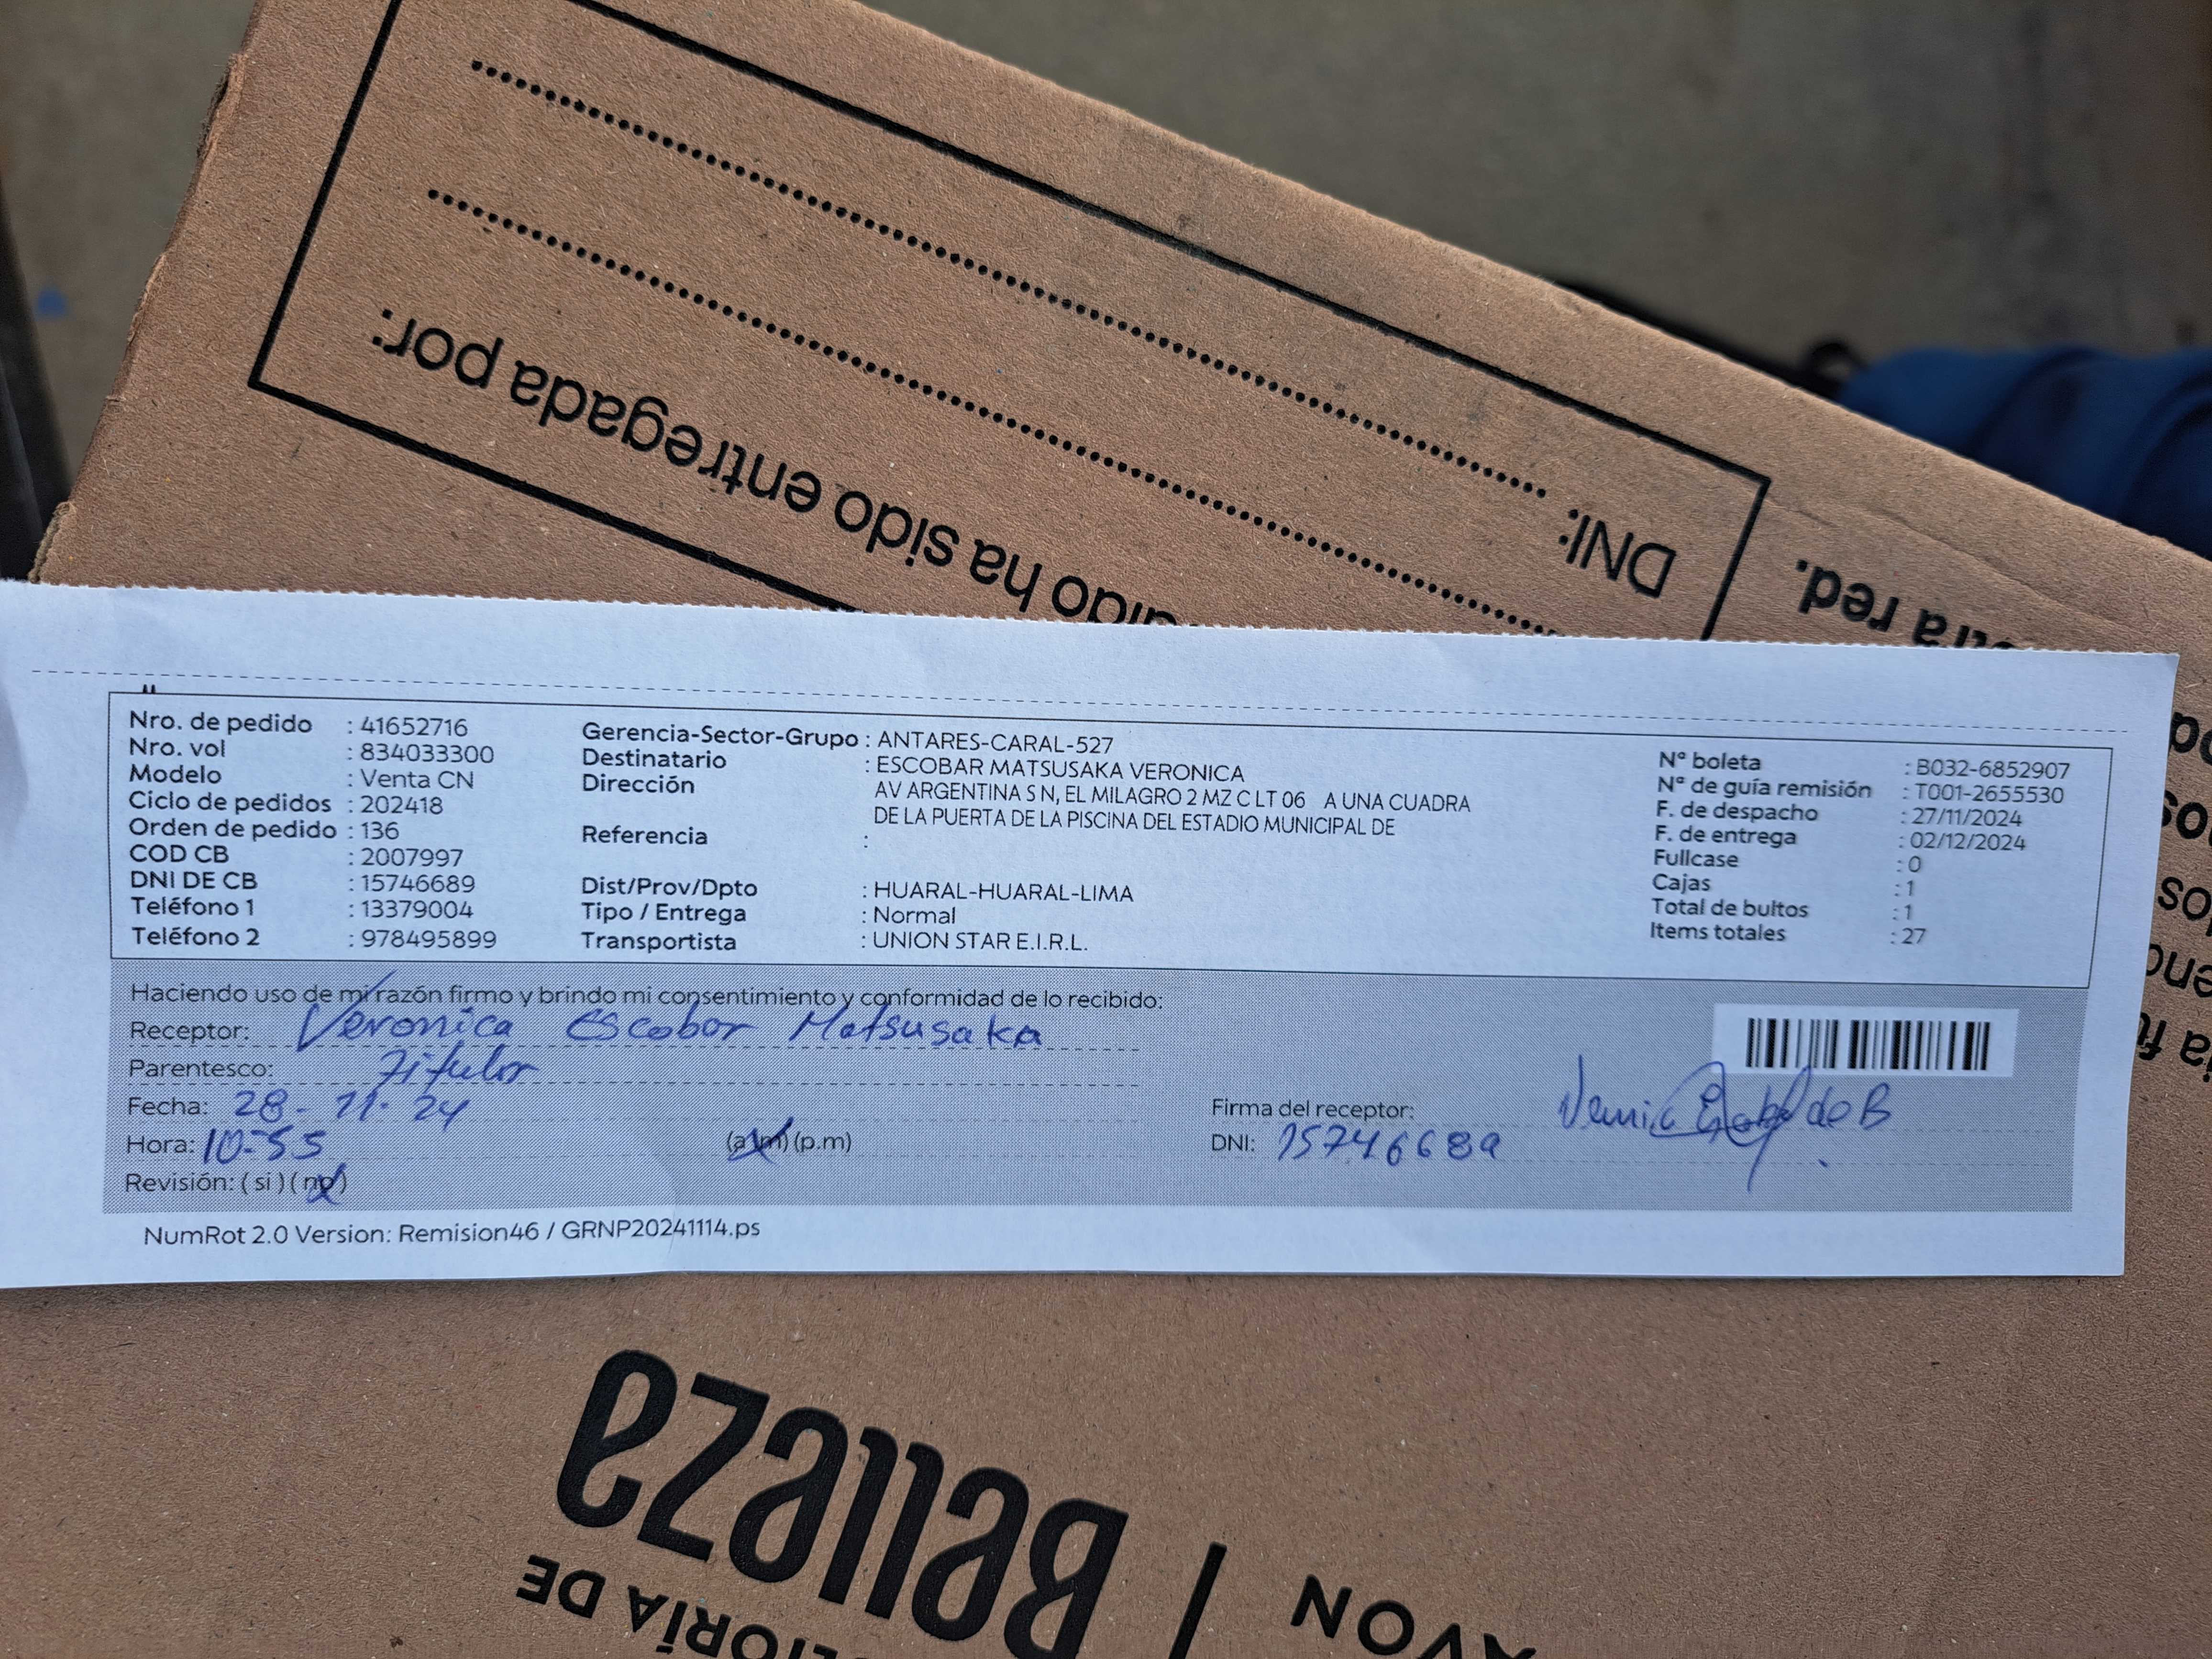 DNI:
ha sido entregada por:
red.
Nro. de pedido : 41652716
Nro. vol : 834033300
Modelo : Venta CN
Ciclo de pedidos : 202418
Orden de pedido : 136
COD CB : 2007997
DNI DE CB : 15746689
Teléfono 1 : 13379004
Teléfono 2 : 978495899
Gerencia-Sector-Grupo : ANTARES-CARAL-527
Destinatario : ESCOBAR MATSUSAKA VERONICA
Dirección : AV ARGENTINA S N, EL MILAGRO 2 MZ C LT 06 A UNA CUADRA
DE LA PUERTA DE LA PISCINA DEL ESTADIO MUNICIPAL DE
Referencia :
Dist/Prov/Dpto : HUARAL-HUARAL-LIMA
Tipo / Entrega : Normal
Transportista : UNION STAR E.I.R.L.
Nº boleta : B032-6852907
Nº de guía remisión : T001-2655530
F. de despacho : 27/11/2024
F. de entrega : 02/12/2024
Fullcase : 0
Cajas : 1
Total de bultos : 1
Items totales : 27
Haciendo uso de mi razón firmo y brindo mi consentimiento y conformidad de lo recibido:
Receptor: Veronica Escobar Matsusaka
Parentesco: Titular
Fecha: 28-11-24
Hora: 10-55 (a.m) (p.m)
Revisión: (si) (no)
Firma del receptor:
DNI: 15746689
NumRot 2.0 Version: Remision46 / GRNP20241114.ps
Belleza
DE
AVON